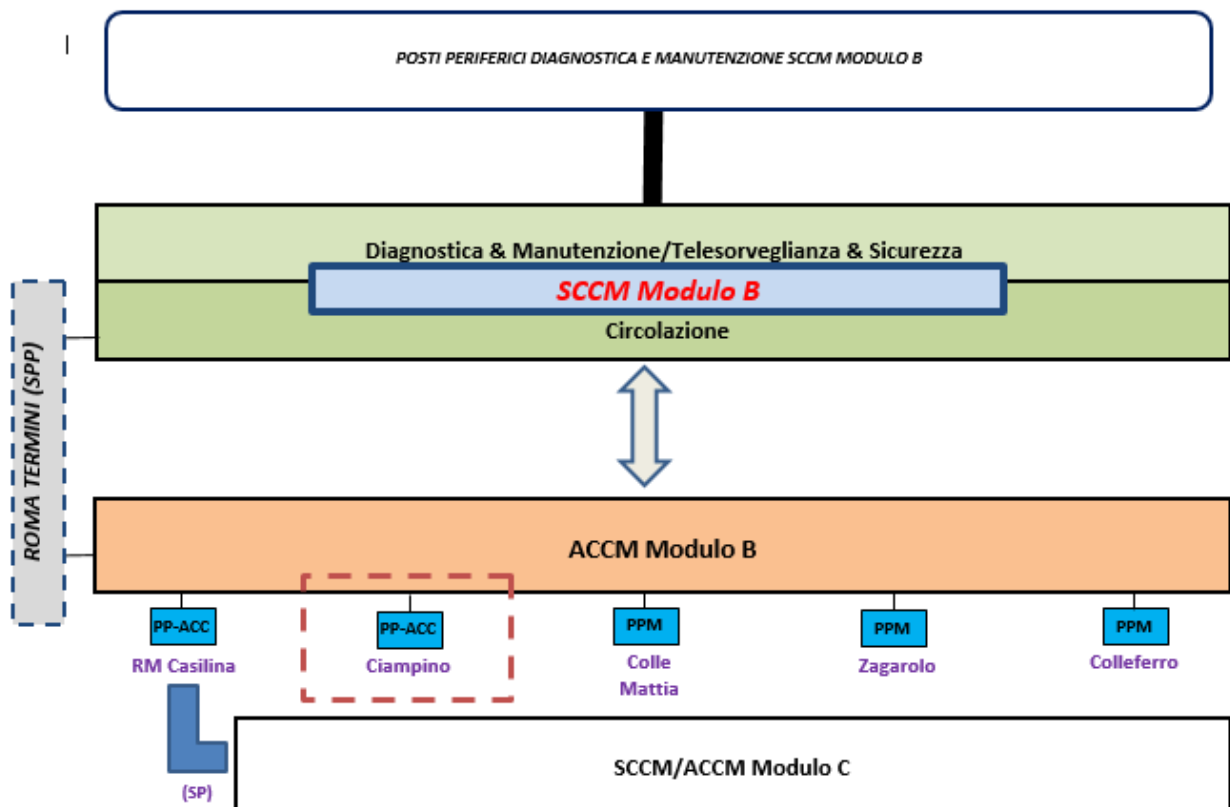 POSTI PERIFERICI DIAGNOSTICA E MANUTENZIONE SCCM MODULO B
Diagnostica & Manutenzione/Telesorveglianza & Sicurezza
SCCM Modulo B
Circolazione
ROMA TERMINI (SPP)
ACCM Modulo B
PP-ACC
PP-ACC
PPM
PPM
PPM
RM Casilina
Ciampino
Colle
Mattia
Zagarolo
Colleferro
SCCM/ACCM Modulo C
(SP)